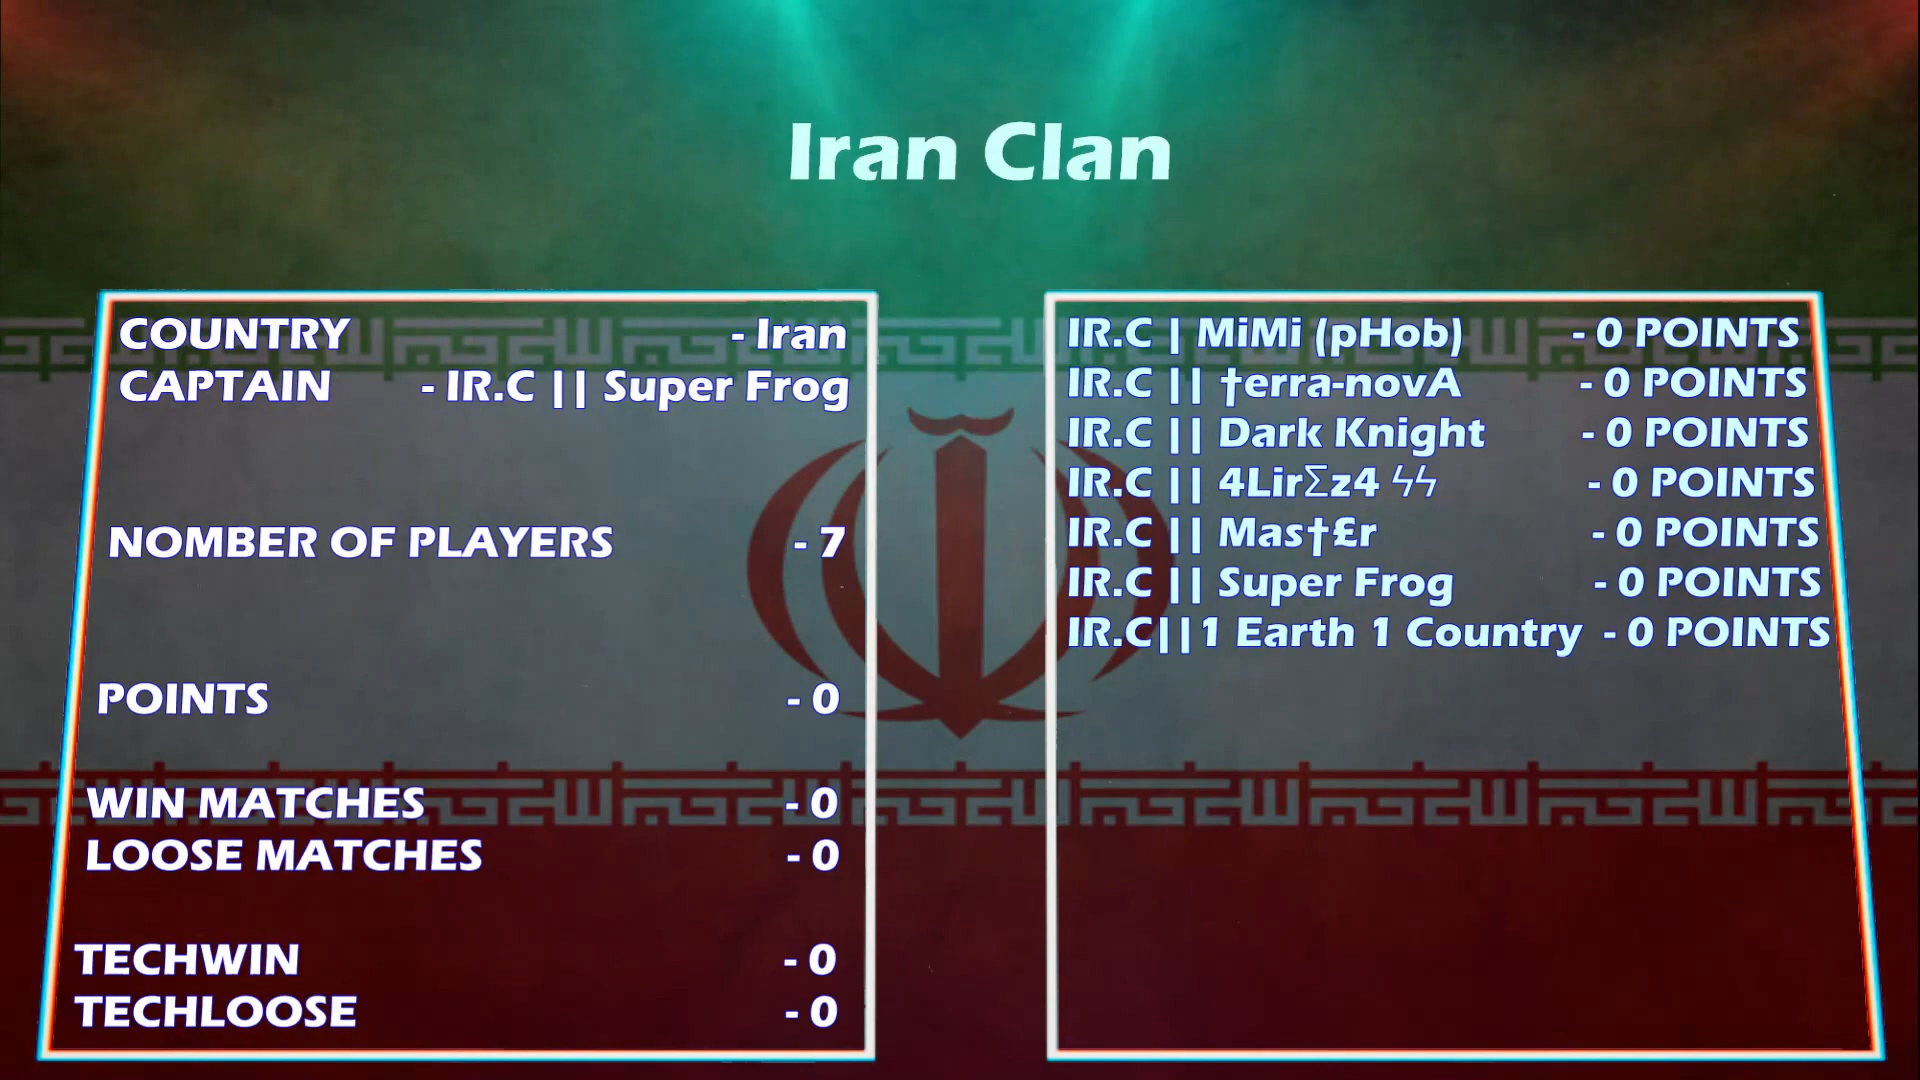 Iran Clan
COUNTRY - Iran
CAPTAIN - IR.C || Super Frog
NOMBER OF PLAYERS - 7
POINTS - 0
WIN MATCHES - 0
LOOSE MATCHES - 0
TECHWIN - 0
TECHLOOSE - 0
IR.C | MiMi (pHob) - 0 POINTS
IR.C || †erra-novA - 0 POINTS
IR.C || Dark Knight - 0 POINTS
IR.C || 4LirΣz4 ϟϟ - 0 POINTS
IR.C || Mas†£r - 0 POINTS
IR.C || Super Frog - 0 POINTS
IR.C||1 Earth 1 Country - 0 POINTS